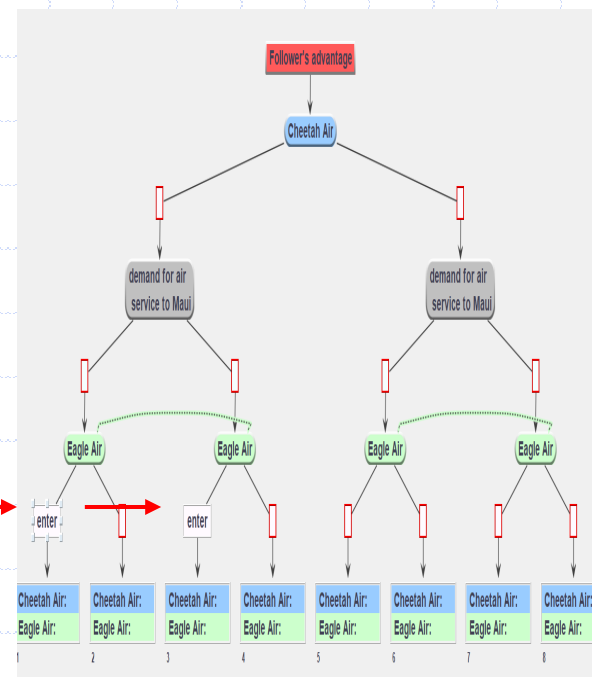 Follower's advantage
Cheetah Air
demand for air
service to Maui
demand for air
service to Maui
Eagle Air
Eagle Air
Eagle Air
Eagle Air
enter
enter
Cheetah Air:
Eagle Air:
Cheetah Air:
Eagle Air:
Cheetah Air:
Eagle Air:
Cheetah Air:
Eagle Air:
Cheetah Air:
Eagle Air:
Cheetah Air:
Eagle Air:
Cheetah Air:
Eagle Air:
Cheetah Air:
Eagle Air:
1
2
3
4
5
6
7
8